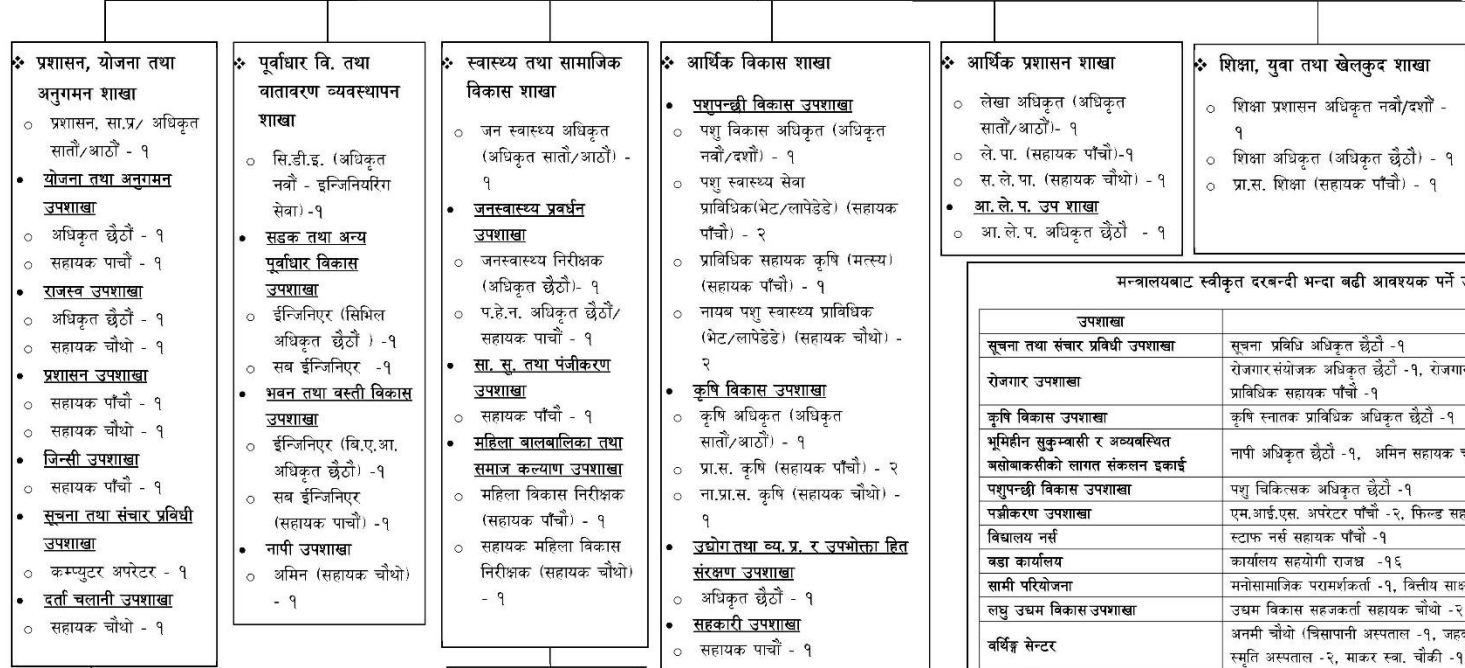 ❖ प्रशासन, योजना तथा
अनुगमन शाखा
○ प्रशासन, सा.प्र/ अधिकृत
सातौं/आठौं - १
• योजना तथा अनुगमन
उपशाखा
○ अधिकृत छैठौं - १
○ सहायक पाचौं - १
• राजस्व उपशाखा
○ अधिकृत छैठौं - १
○ सहायक चौथो - १
• प्रशासन उपशाखा
○ सहायक पाँचौ - १
○ सहायक चौथो - १
• जिन्सी उपशाखा
○ सहायक पाँचौ - १
• सूचना तथा संचार प्रविधी
उपशाखा
○ कम्प्युटर अपरेटर - १
• दर्ता चलानी उपशाखा
○ सहायक चौथो - १
❖ पूर्वाधार वि. तथा
वातावरण व्यवस्थापन
शाखा
○ सि.डी.इ. (अधिकृत
नवौं - इन्जिनियरिंग
सेवा) -१
• सडक तथा अन्य
पूर्वाधार विकास
उपशाखा
○ ईन्जिनिएर (सिभिल
अधिकृत छैठौं ) -१
○ सब ईन्जिनिएर -१
• भवन तथा वस्ती विकास
उपशाखा
○ ईन्जिनिएर (बि.ए.आ.
अधिकृत छैठौ) -१
○ सब ईन्जिनिएर
(सहायक पाचौं) -१
• नापी उपशाखा
○ अमिन (सहायक चौथो)
- १
❖ स्वास्थ्य तथा सामाजिक
विकास शाखा
○ जन स्वास्थ्य अधिकृत
(अधिकृत सातौ/आठौं) -
१
• जनस्वास्थ्य प्रवर्धन
उपशाखा
○ जनस्वास्थ्य निरीक्षक
(अधिकृत छैठौ)- १
○ प.हे.न. अधिकृत छैठौं/
सहायक पाचौं - १
• सा. सु. तथा पंजीकरण
उपशाखा
○ सहायक पाँचौ - १
• महिला बालबालिका तथा
समाज कल्याण उपशाखा
○ महिला विकास निरीक्षक
(सहायक पाँचौ) - १
○ सहायक महिला विकास
निरीक्षक (सहायक चौथो)
- १
❖ आर्थिक विकास शाखा
• पशुपन्छी विकास उपशाखा
○ पशु विकास अधिकृत (अधिकृत
नवौं/दशौं) - १
○ पशु स्वास्थ्य सेवा
प्राविधिक(भेट/लापेडेडे) (सहायक
पाँचौ) - २
○ प्राविधिक सहायक कृषि (मत्स्य)
(सहायक पाँचौ) - १
○ नायब पशु स्वास्थ्य प्राविधिक
(भेट/लापेडेडे) (सहायक चौथो) -
२
• कृषि विकास उपशाखा
○ कृषि अधिकृत (अधिकृत
सातौं/आठौं) - १
○ प्रा.स. कृषि (सहायक पाँचौ) - २
○ ना.प्रा.स. कृषि (सहायक चौथो) -
१
• उद्योग तथा व्य. प्र. र उपभोक्ता हित
संरक्षण उपशाखा
○ अधिकृत छैठौं - १
• सहकारी उपशाखा
○ सहायक पाचौं - १
❖ आर्थिक प्रशासन शाखा
○ लेखा अधिकृत (अधिकृत
सातौं/आठौं)- १
○ ले. पा. (सहायक पाँचौ)-१
○ स. ले. पा. (सहायक चौथो) - १
• आ. ले. प. उप शाखा
○ आ. ले. प. अधिकृत छैठौ - १
❖ शिक्षा, युवा तथा खेलकुद शाखा
○ शिक्षा प्रशासन अधिकृत नवौ/दशौं -
१
○ शिक्षा अधिकृत (अधिकृत छैठौ) - १
○ प्रा.स. शिक्षा (सहायक पाँचौ) - १
मन्त्रालयबाट स्वीकृत दरबन्दी भन्दा बढी आवश्यक पर्ने
उपशाखा
सूचना तथा संचार प्रविधी उपशाखा सूचना प्रविधि अधिकृत छैटौ -१
रोजगार उपशाखा रोजगार संयोजक अधिकृत छैटौ -१,
प्राविधिक सहायक पाँचौ -१
कृषि विकास उपशाखा कृषि स्नातक प्राविधिक अधिकृत छैटौ -१
भूमिहीन सुकुम्वासी र अव्यवस्थित
बसोबाकसीको लागत संकलन इकाई नापी अधिकृत छैठौ -१, अमिन सहायक
पशुपन्छी विकास उपशाखा पशु चिकित्सक अधिकृत छैटौ -१
पञ्जीकरण उपशाखा एम.आई.एस. अपरेटर पाँचौ -२, फिल्ड
विद्यालय नर्स स्टाफ नर्स सहायक पाँचौ -१
वडा कार्यालय कार्यालय सहयोगी -१६
सामी परियोजना मनोसामाजिक परामर्शकर्ता -१, वित्तीय
लघु उद्यम विकास उपशाखा उद्यम विकास सहजकर्ता सहायक चौथो -२
वर्थिङ्ग सेन्टर अनमी चौथो (चिसापानी अस्पताल -१,
स्मृति अस्पताल -२, माकर स्वा. चौकी -१